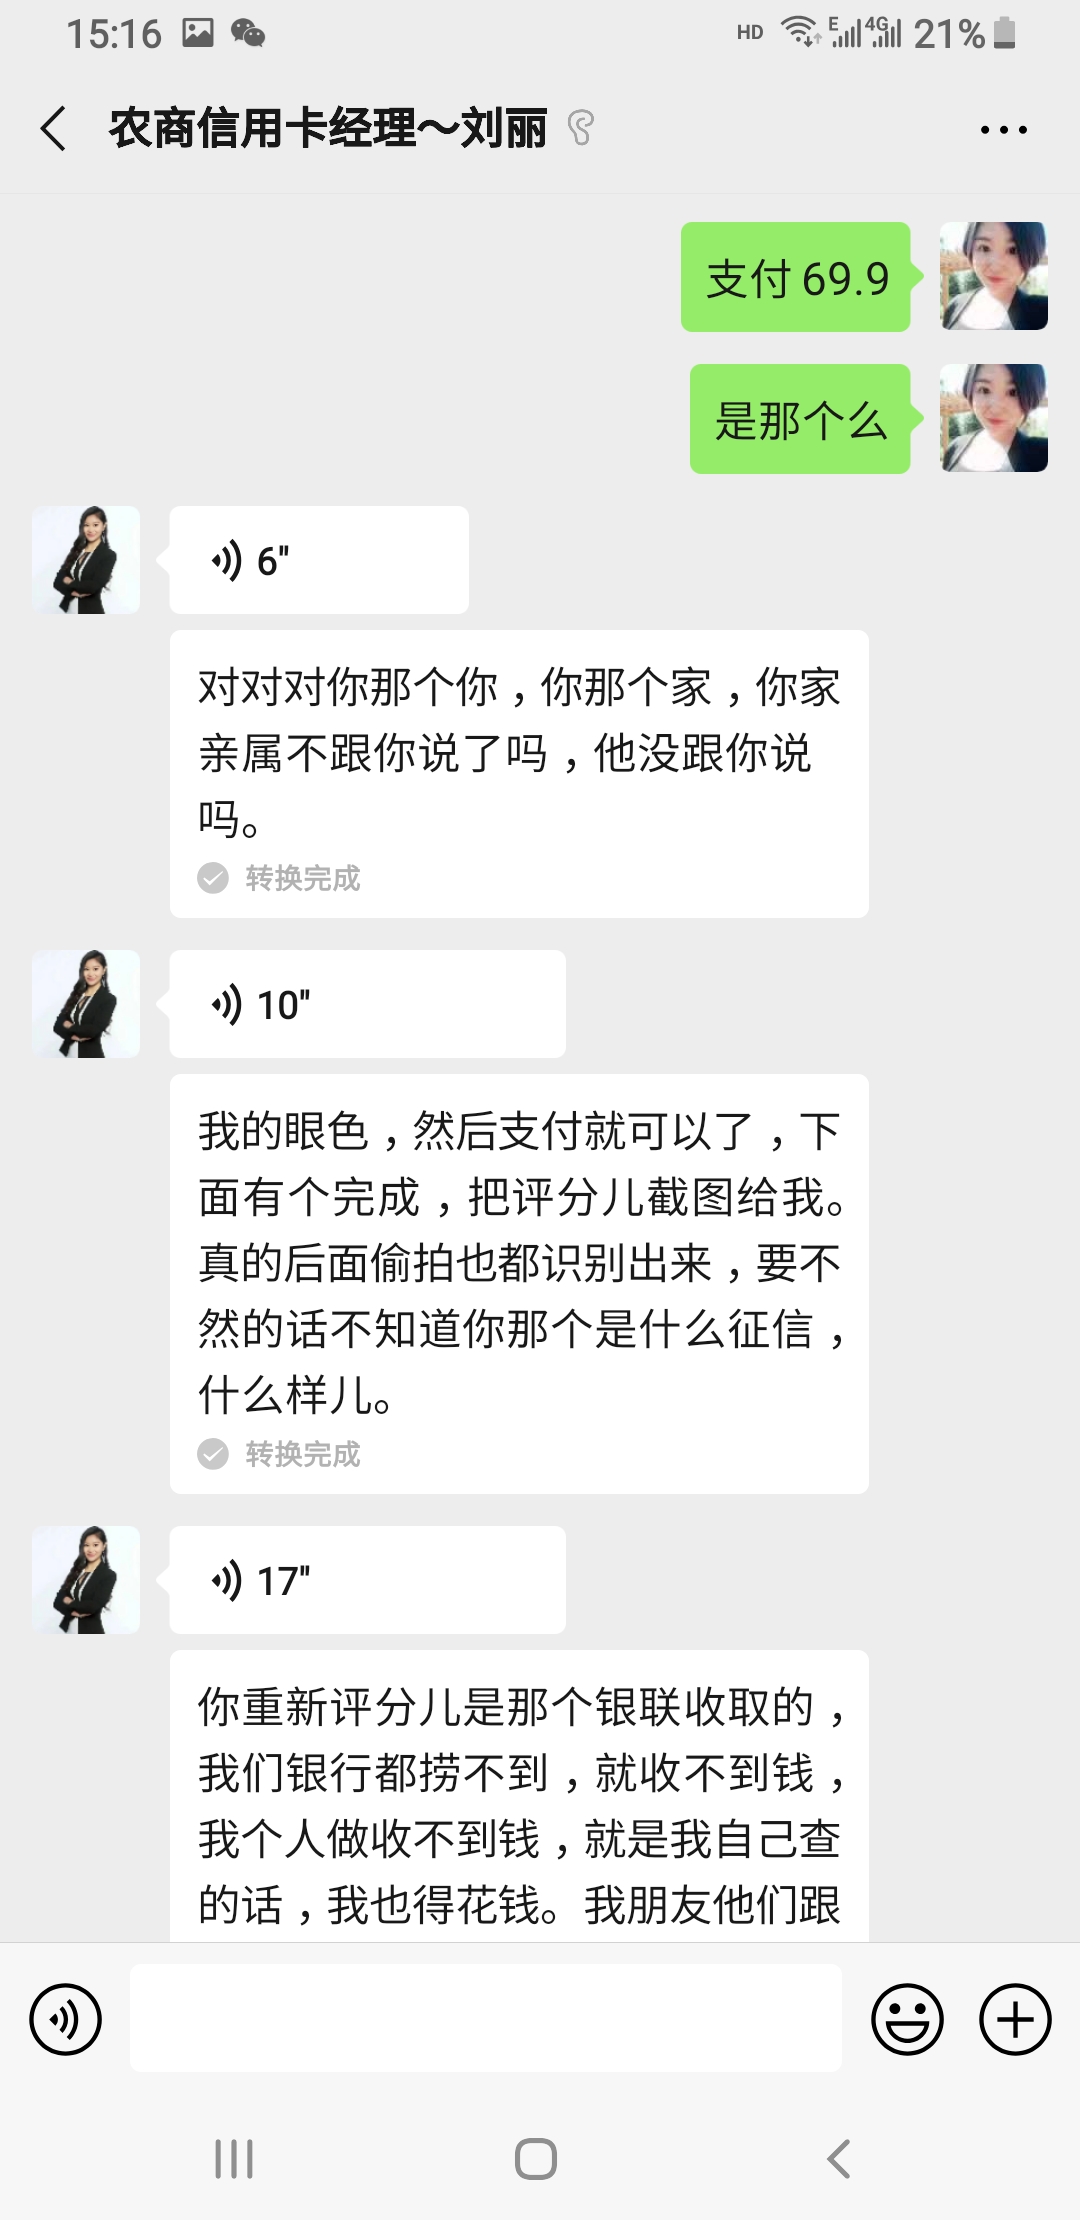 15:16
HD E 4G 21%
农商信用卡经理～刘丽
支付 69.9
是那个么
6"
对对对你那个你，你那个家，你家
亲属不跟你说了吗，他没跟你说
吗。
转换完成
10"
我的眼色，然后支付就可以了，下
面有个完成，把评分儿截图给我。
真的后面偷拍也都识别出来，要不
然的话不知道你那个是什么征信，
什么样儿。
转换完成
17"
你重新评分儿是那个银联收取的，
我们银行都捞不到，就收不到钱，
我个人做收不到钱，就是我自己查
的话，我也得花钱。我朋友他们跟